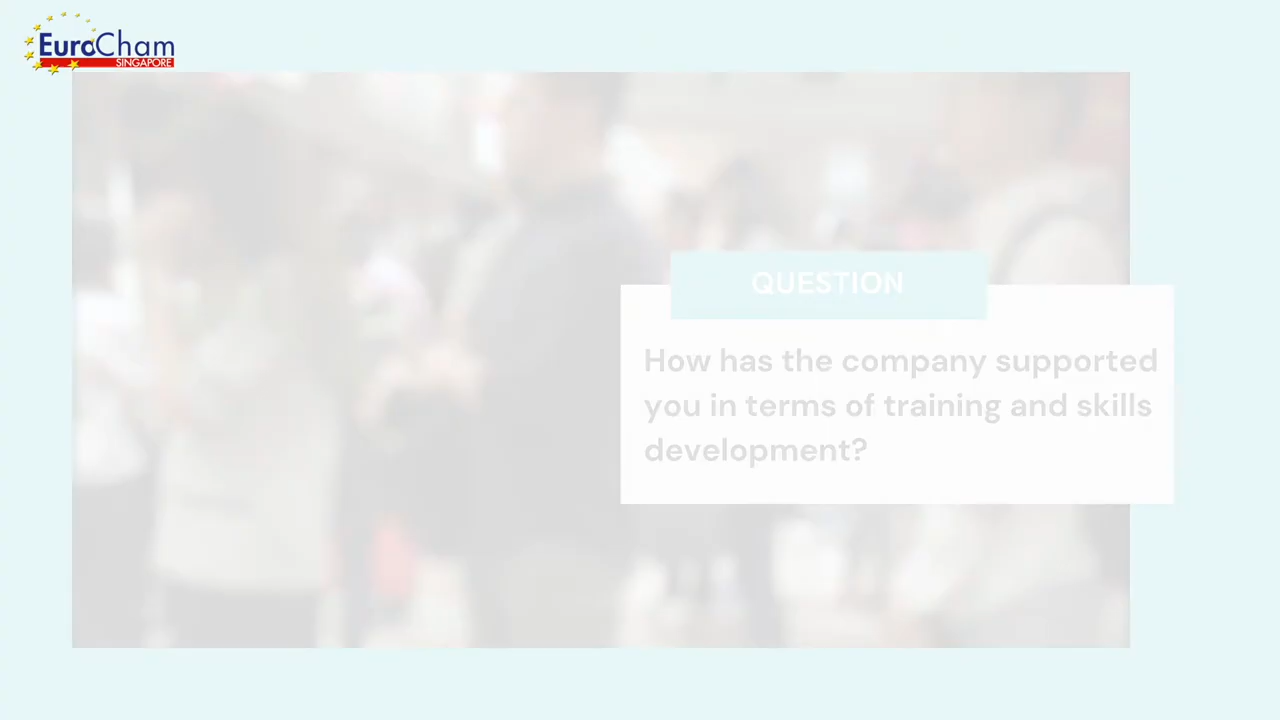 EuroCham
SINGAPORE
QUESTION
How has the company supported
you in terms of training and skills
development?